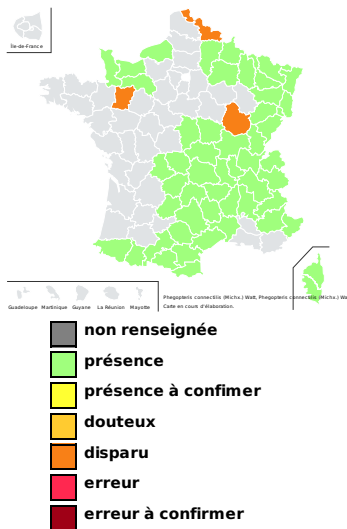 Île-de-France
Guadeloupe Martinique Guyane La Réunion Mayotte
Phegopteris connectilis (Michx.) Watt, Phegopteris connectilis (Michx.) Wa
Carte en cours d'élaboration.
non renseignée
présence
présence à confimer
douteux
disparu
erreur
erreur à confirmer